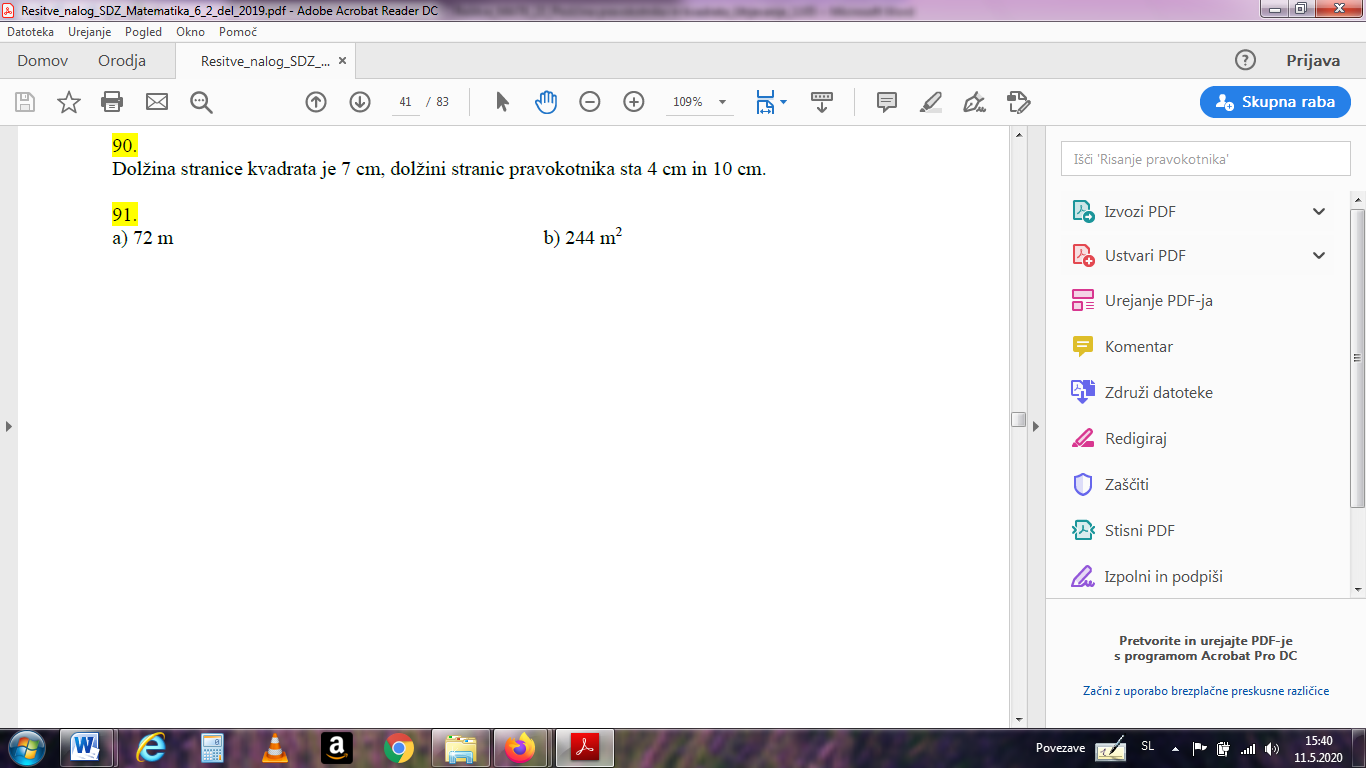 Resitve_nalog_SDZ_Matematika_6_2_del_2019.pdf - Adobe Acrobat Reader DC
Datoteka Urejanje Pogled Okno Pomoč
Domov Orodja Resitve_nalog_SDZ_... × Prijava
41 / 83 109% Skupna raba
90.
Dolžina stranice kvadrata je 7 cm, dolžini stranic pravokotnika sta 4 cm in 10 cm.
91.
a) 72 m b) 244 m²
Išči 'Risanje pravokotnika'
Izvozi PDF
Ustvari PDF
Urejanje PDF-ja
Komentar
Združi datoteke
Redigiraj
Zaščiti
Stisni PDF
Izpolni in podpiši
Pretvorite in urejajte PDF-je
s programom Acrobat Pro DC
Začni z uporabo brezplačne preskusne različice
Povezave SL 15:40
11.5.2020